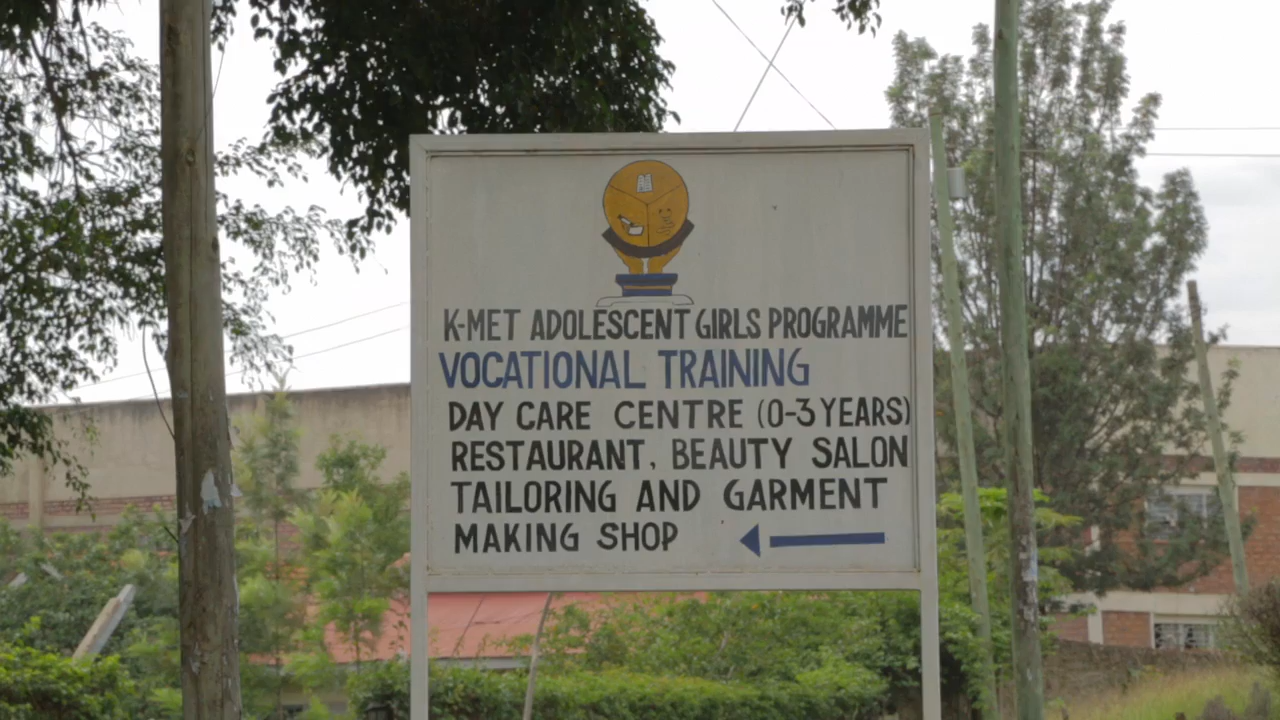 K-MET ADOLESCENT GIRLS PROGRAMME
VOCATIONAL TRAINING
DAY CARE CENTRE (0-3 YEARS)
RESTAURANT, BEAUTY SALON
TAILORING AND GARMENT
MAKING SHOP